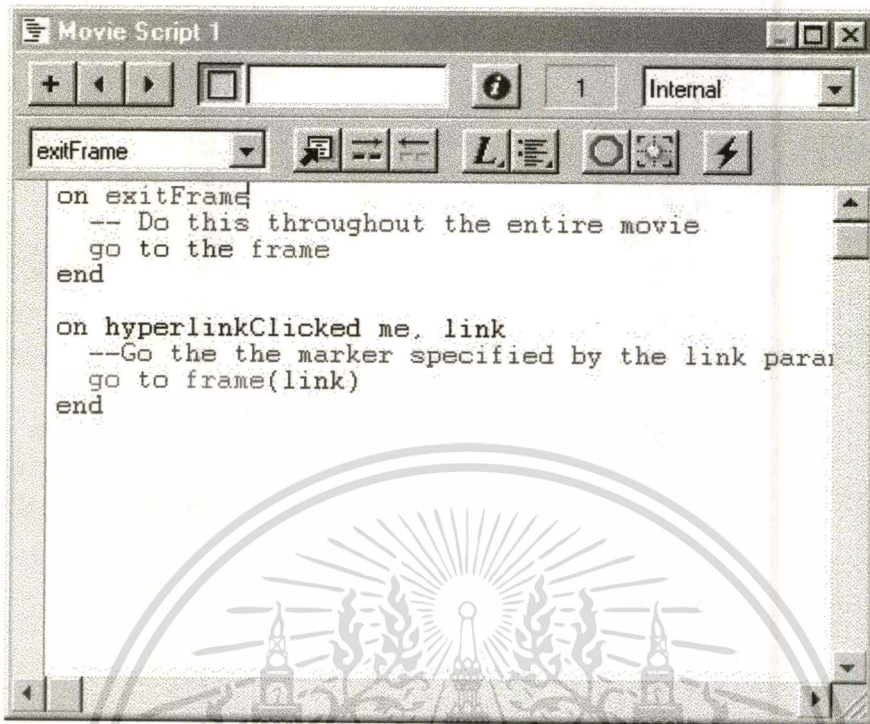 Movie Script 1
1
Internal
exitFrame
L
on exitFrame
-- Do this throughout the entire movie
go to the frame
end
on hyperlinkClicked me, link
--Go the the marker specified by the link
go to frame(link)
end